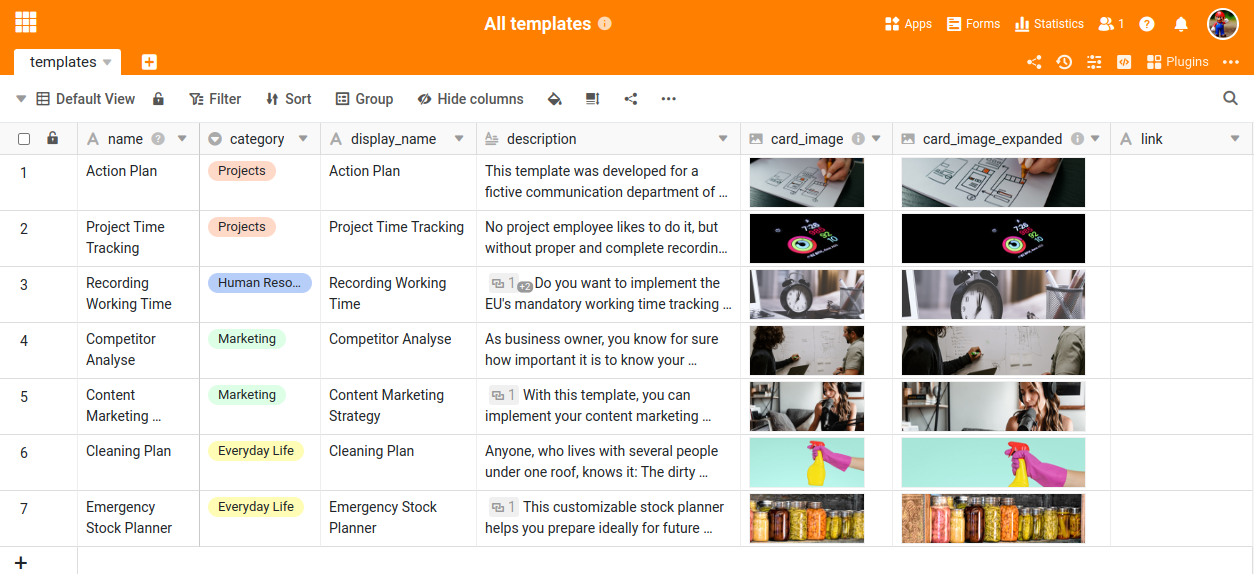 All templates
Apps
Forms
Statistics
1
templates
Plugins
Default View
Filter
Sort
Group
Hide columns
name
category
display_name
description
card_image
card_image_expanded
link
1
Action Plan
Projects
Action Plan
This template was developed for a
fictive communication department of ...
2
Project Time
Tracking
Projects
Project Time Tracking
No project employee likes to do it, but
without proper and complete recordin...
3
Recording
Working Time
Human Reso...
Recording Working
Time
1 +2 Do you want to implement the
EU's mandatory working time tracking ...
4
Competitor
Analyse
Marketing
Competitor Analyse
As business owner, you know for sure
how important it is to know your ...
5
Content
Marketing ...
Marketing
Content Marketing
Strategy
1 With this template, you can
implement your content marketing ...
6
Cleaning Plan
Everyday Life
Cleaning Plan
Anyone, who lives with several people
under one roof, knows it: The dirty ...
7
Emergency
Stock Planner
Everyday Life
Emergency Stock
Planner
1 This customizable stock planner
helps you prepare ideally for future ...